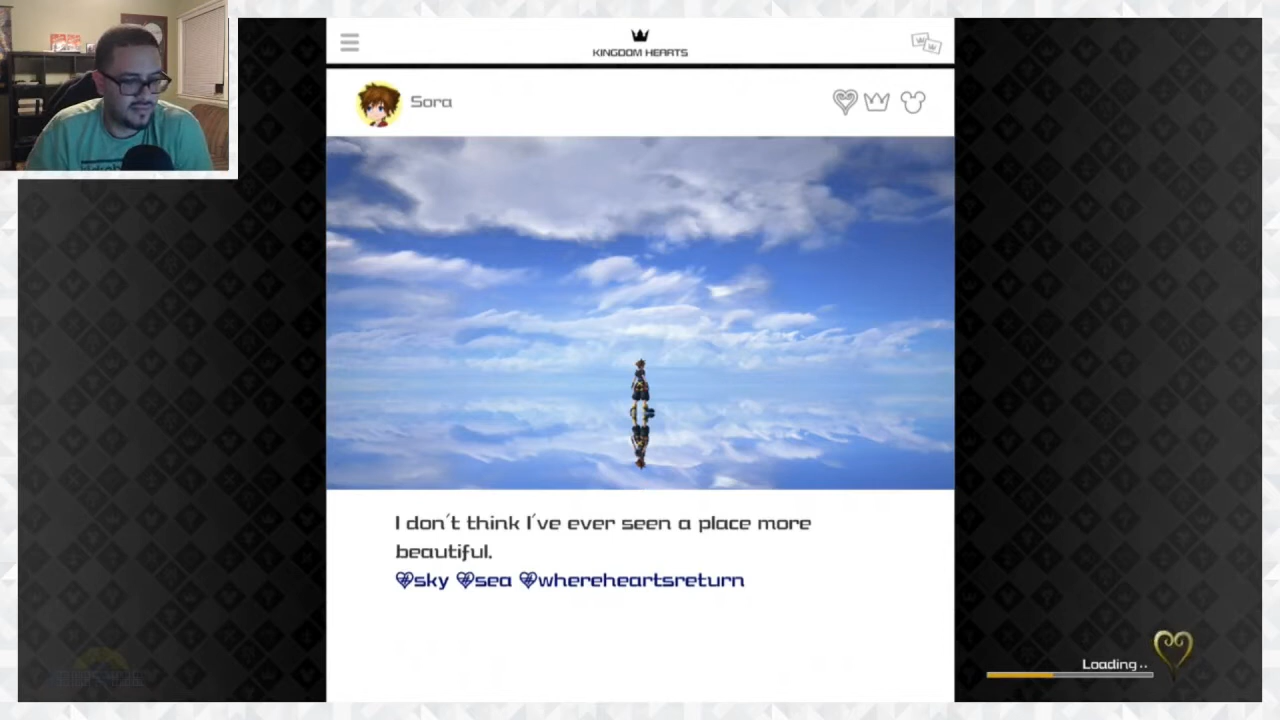 KINGDOM HEARTS
Sora
I don't think I've ever seen a place more
beautiful.
sky sea whereheartsreturn
Loading..